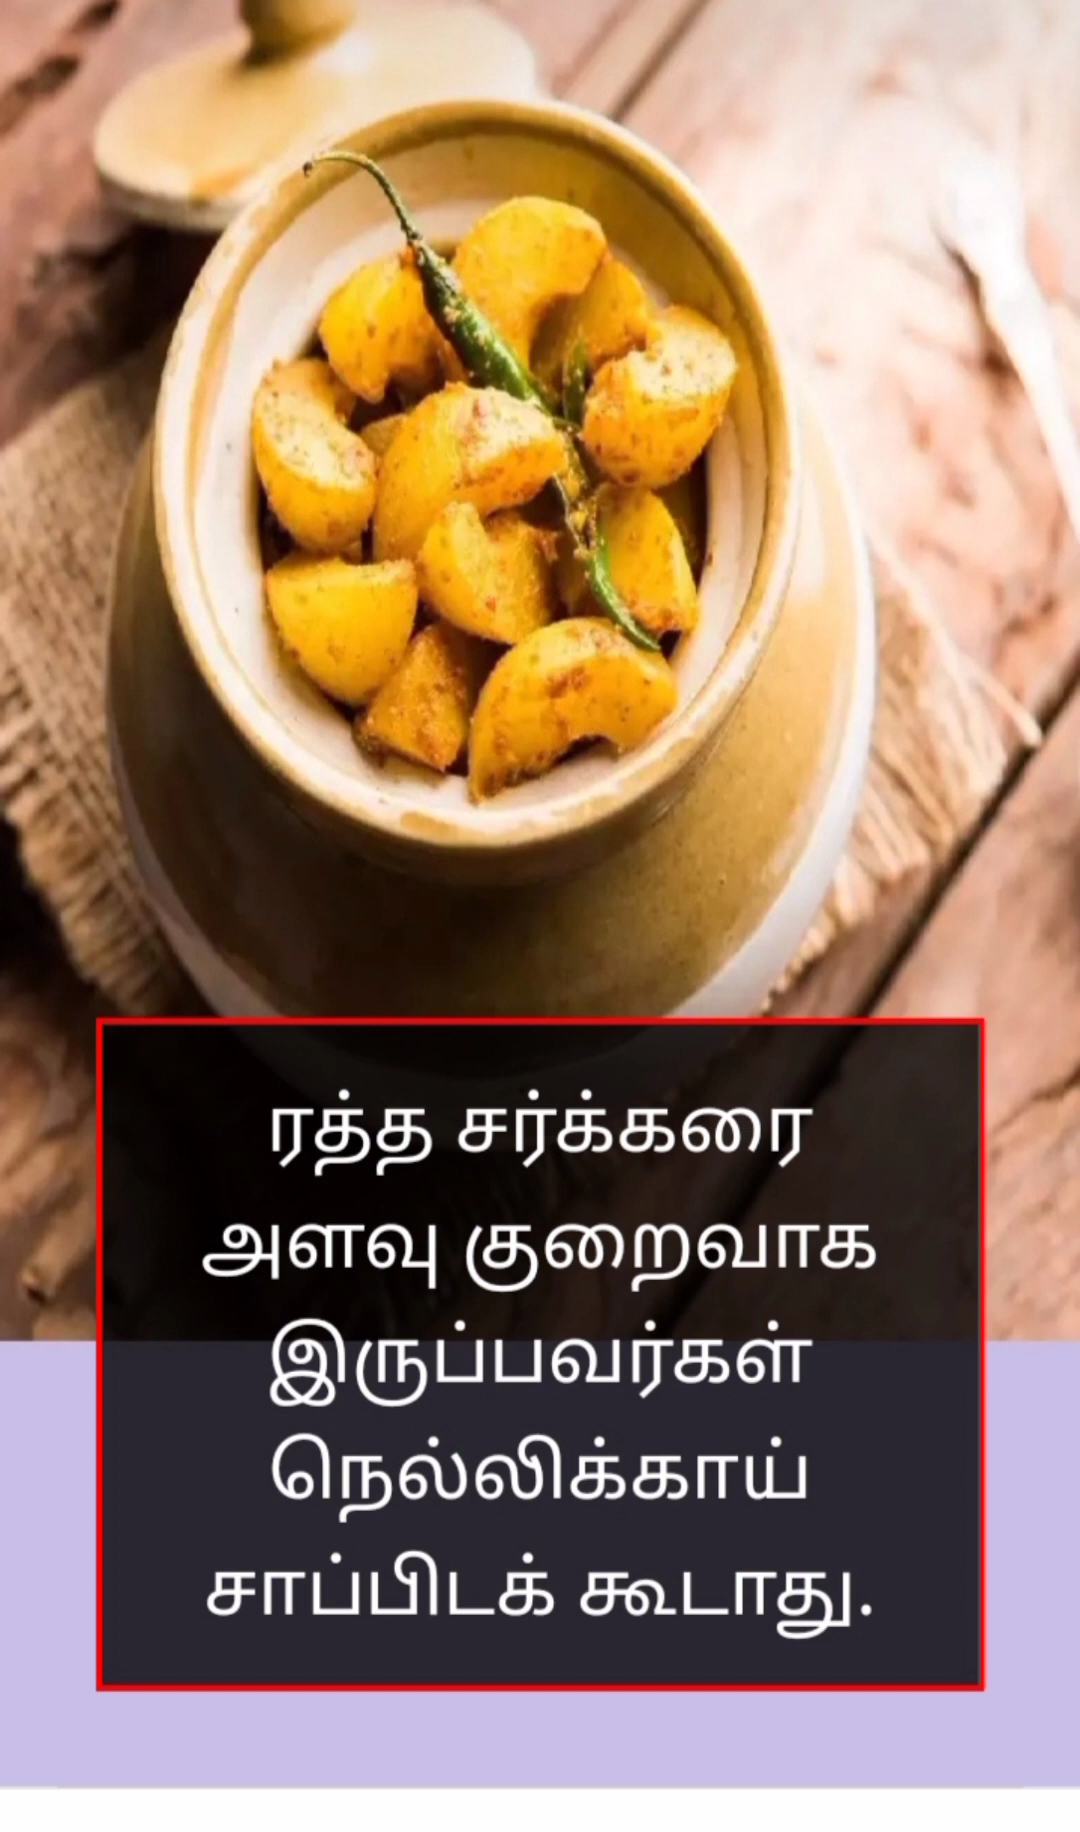 ரத்த சர்க்கரை
அளவு குறைவாக
இருப்பவர்கள்
நெல்லிக்காய்
சாப்பிடக் கூடாது.